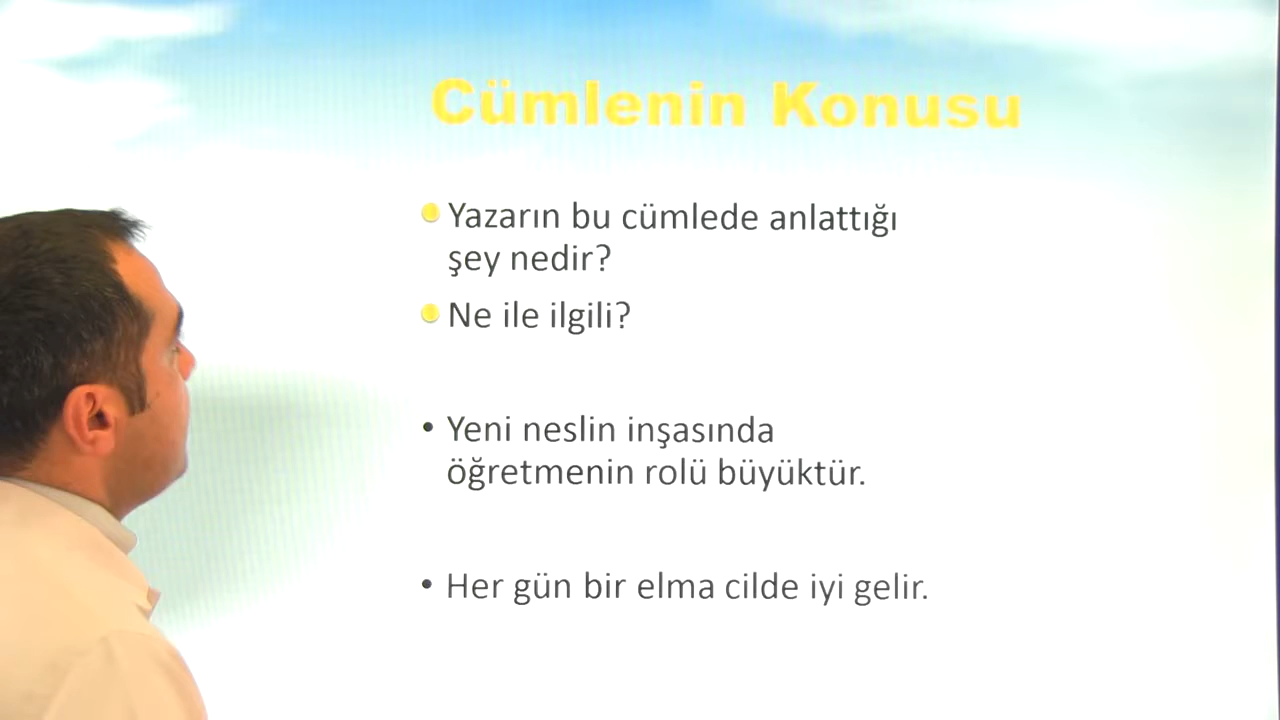 Cümlenin Konusu
Yazarın bu cümlede anlattığı
şey nedir?
Ne ile ilgili?
• Yeni neslin inşasında
öğretmenin rolü büyüktür.
• Her gün bir elma cilde iyi gelir.